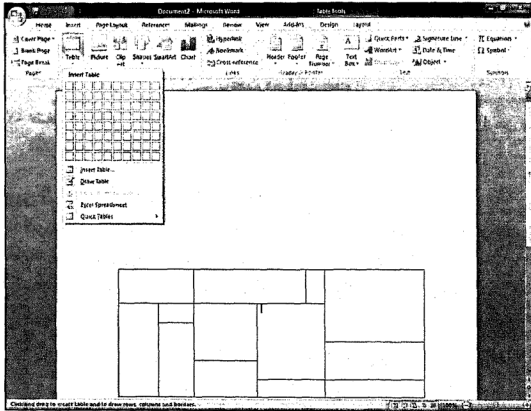 Document2 - Microsoft Word
Table Tools
Home Insert Page Layout References Mailings Review View Add-Ins Design Layout
Cover Page
Blank Page
Page Break
Pages
Table
Picture
Clip Art
Shapes SmartArt Chart
Hyperlink
Bookmark
Cross-reference
Links
Header Footer Page Number
Header & Footer
Text Box
Quick Parts
WordArt
Signature Line
Date & Time
Object
Text
Equation
Symbol
Symbols
Insert Table
Insert Table...
Draw Table
Excel Spreadsheet
Quick Tables
Click and drag to create table and to draw rows, columns and borders.